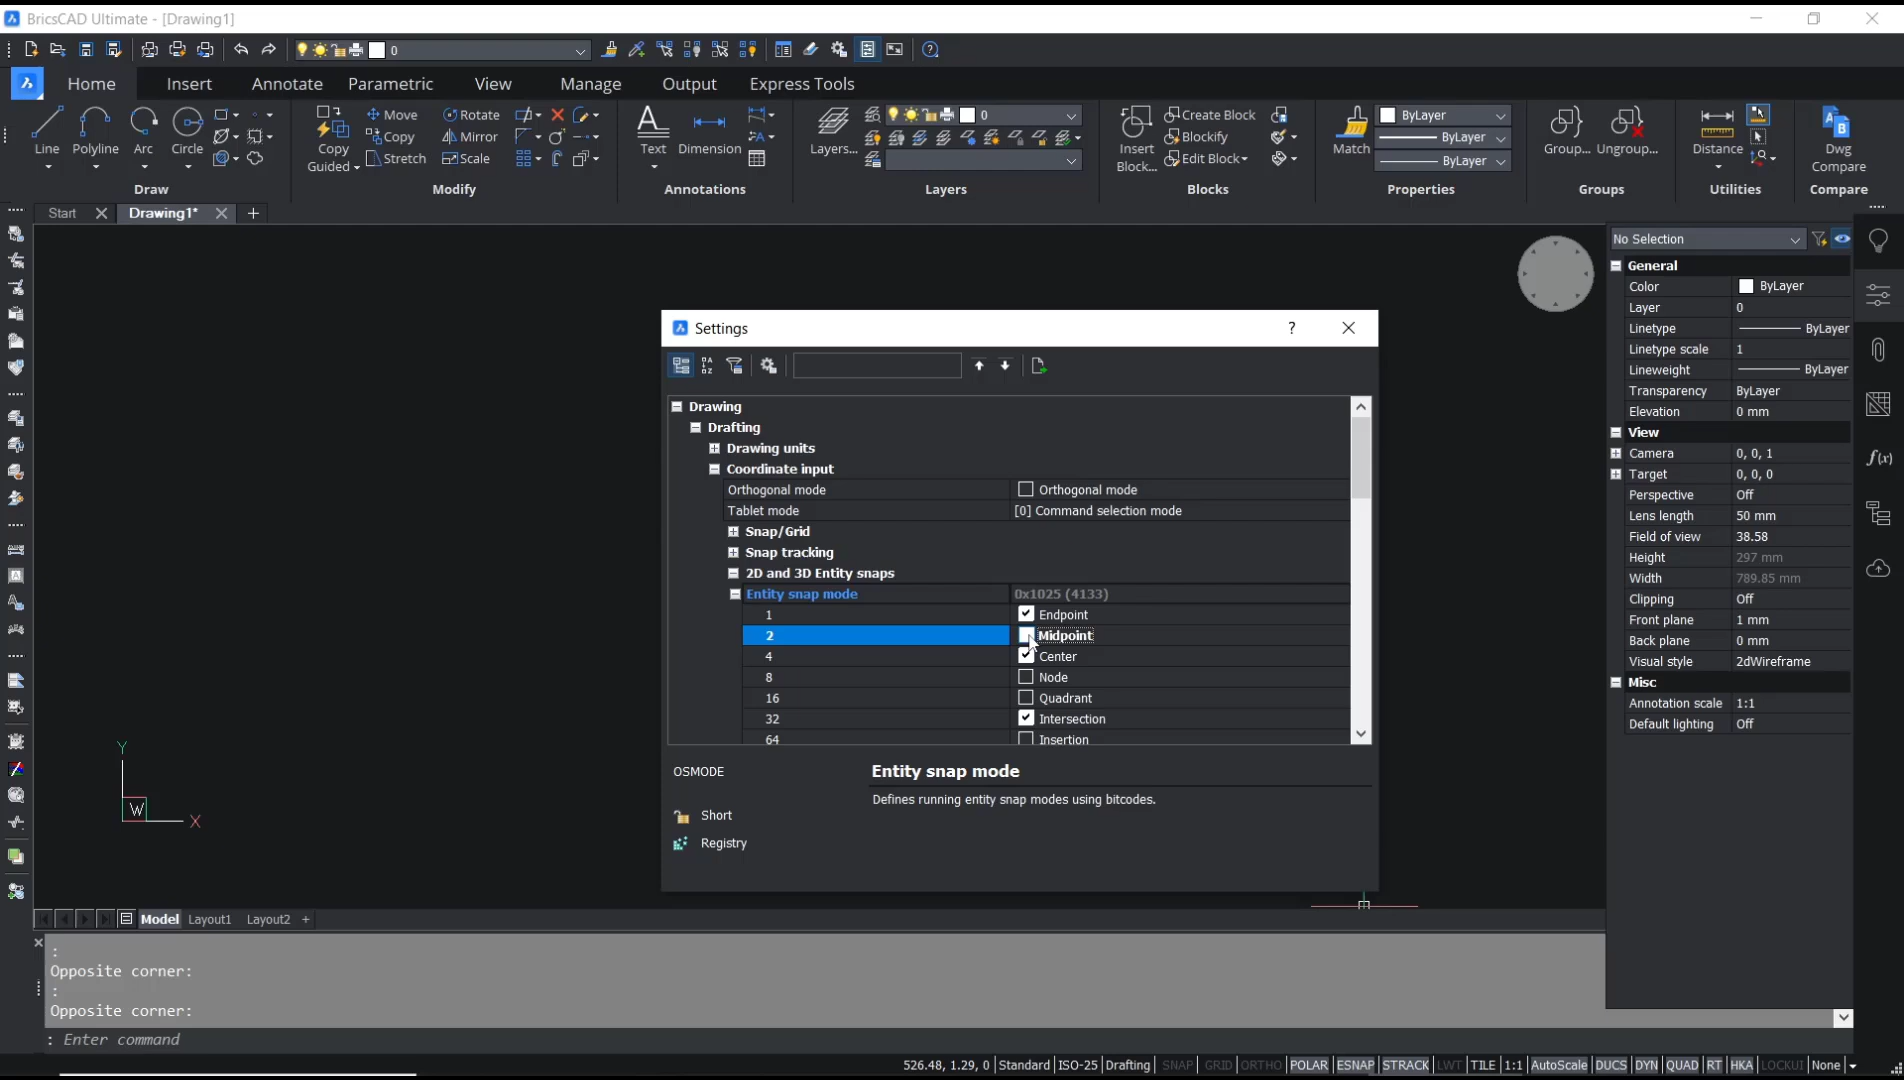 BricsCAD Ultimate - [Drawing1]
0
Home Insert Annotate Parametric View Manage Output Express Tools
Line Polyline Arc Circle
Draw
Copy Guided
Move Rotate
Copy Mirror
Stretch Scale
Modify
Text Dimension
Annotations
Layers...
0
Layers
Insert Block...
Create Block
Blockify
Edit Block
Blocks
Match
ByLayer
ByLayer
ByLayer
Properties
Group... Ungroup...
Groups
Distance
Utilities
Dwg Compare
Compare
Start Drawing1*
Settings ?
Drawing
Drafting
Drawing units
Coordinate input
Orthogonal mode Orthogonal mode
Tablet mode [0] Command selection mode
Snap/Grid
Snap tracking
2D and 3D Entity snaps
Entity snap mode 0x1025 (4133)
1 Endpoint
2 Midpoint
4 Center
8 Node
16 Quadrant
32 Intersection
64 Insertion
OSMODE Entity snap mode
Defines running entity snap modes using bitcodes.
Short
Registry
Y
W X
No Selection
General
Color ByLayer
Layer 0
Linetype ByLayer
Linetype scale 1
Lineweight ByLayer
Transparency ByLayer
Elevation 0 mm
View
Camera 0, 0, 1
Target 0, 0, 0
Perspective Off
Lens length 50 mm
Field of view 38.58
Height 297 mm
Width 789.85 mm
Clipping Off
Front plane 1 mm
Back plane 0 mm
Visual style 2dWireframe
Misc
Annotation scale 1:1
Default lighting Off
f(x)
Model Layout1 Layout2 +
:
Opposite corner:
:
Opposite corner:
: Enter command
526.48, 1.29, 0 Standard ISO-25 Drafting SNAP GRID ORTHO POLAR ESNAP STRACK LWT TILE 1:1 AutoScale DUCS DYN QUAD RT HKA LOCKUI None